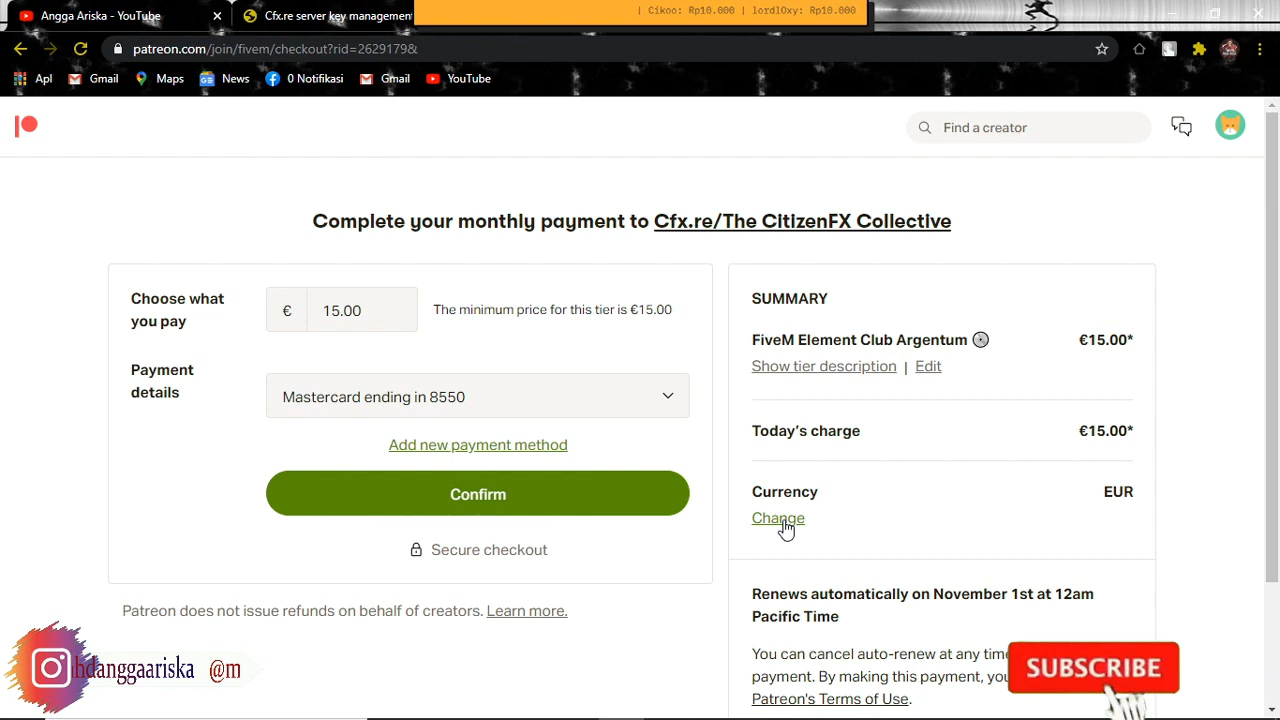 Angga Ariska - YouTube
Cfx.re server key management
| Cikoo: Rp10.000 | lordlOxy: Rp10.000
patreon.com/join/fivem/checkout?rid=26291798&
Apl
Gmail
Maps
News
0 Notifikasi
Gmail
YouTube
Find a creator
Complete your monthly payment to Cfx.re/The CitizenFX Collective
Choose what
you pay
€ 15.00
The minimum price for this tier is €15.00
Payment
details
Mastercard ending in 8550
Add new payment method
Confirm
Secure checkout
Patreon does not issue refunds on behalf of creators. Learn more.
SUMMARY
FiveM Element Club Argentum €15.00*
Show tier description | Edit
Today's charge €15.00*
Currency EUR
Change
Renews automatically on November 1st at 12am
Pacific Time
You can cancel auto-renew at any time
payment. By making this payment, you
Patreon's Terms of Use.
hdanggaariska @m
SUBSCRIBE